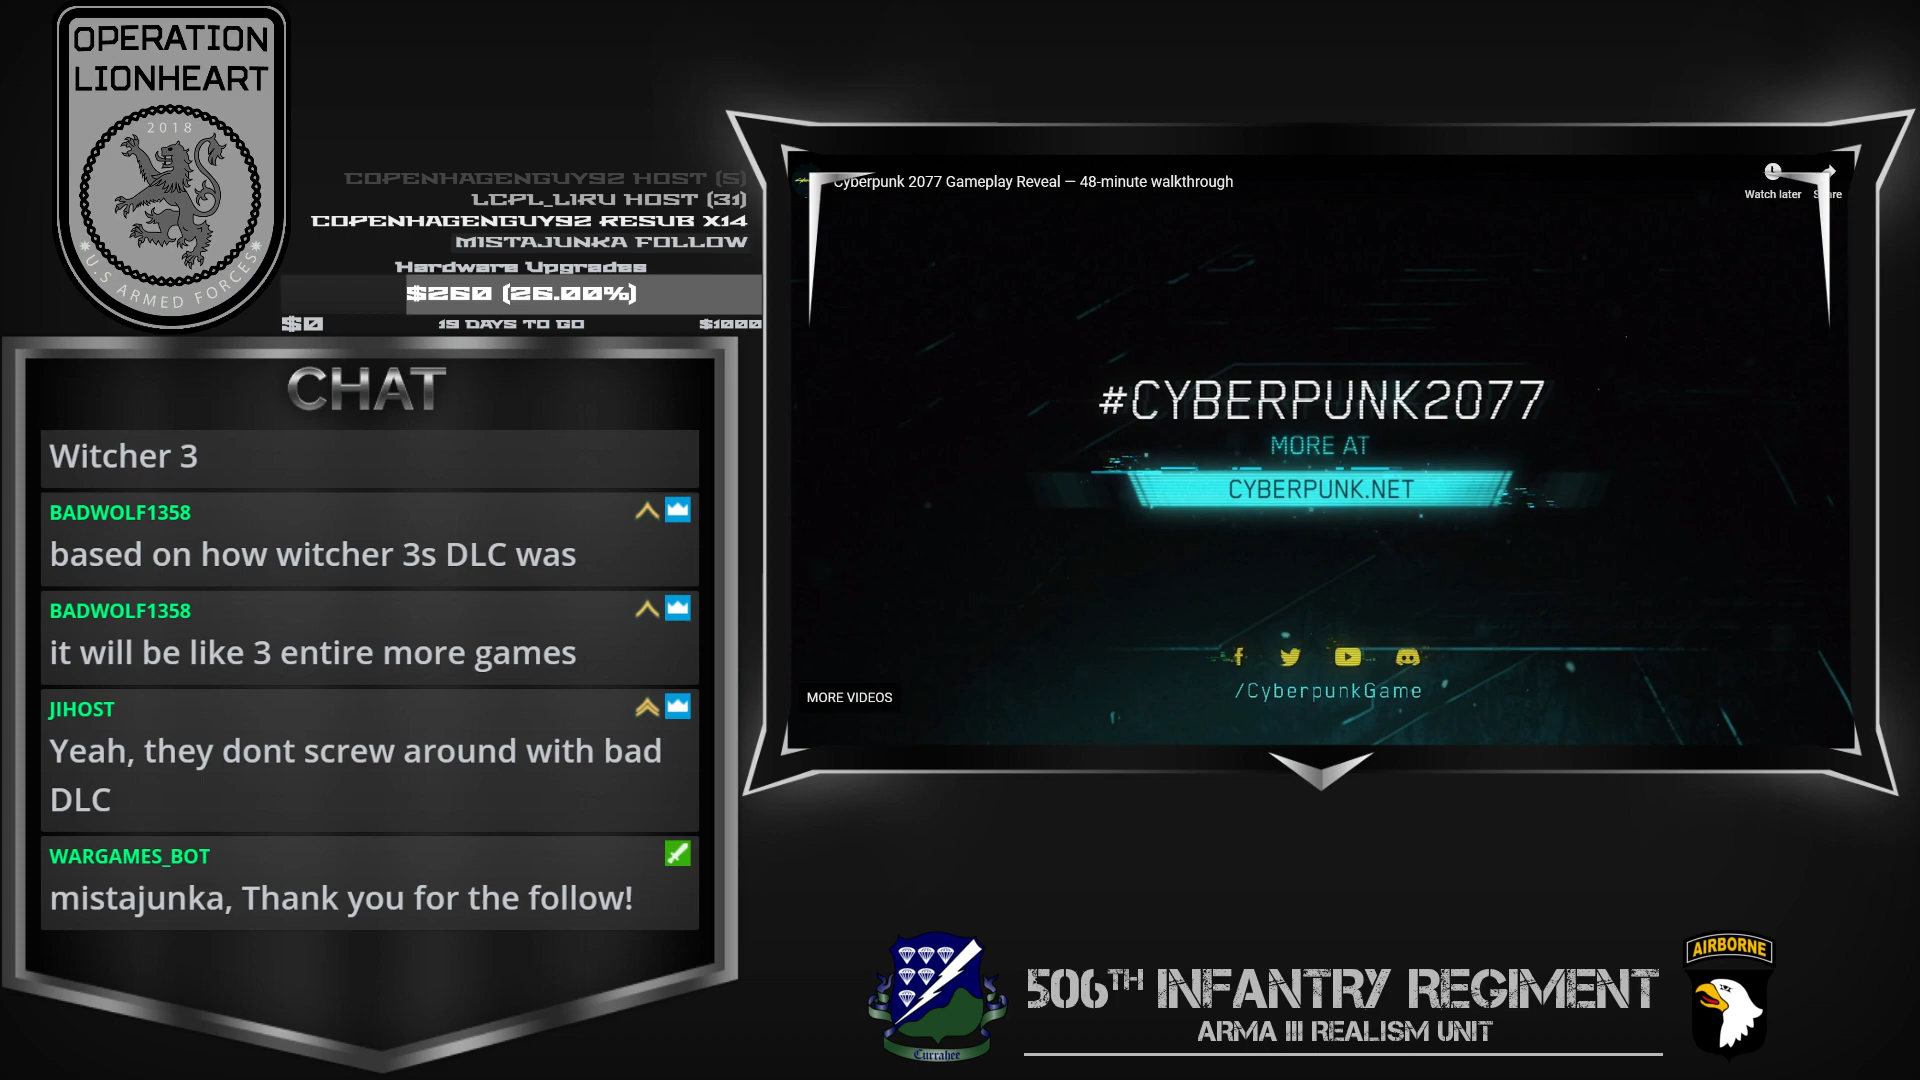 OPERATION
LIONHEART
2018
U.S ARMED FORCES
COPENHAGENGUY92 HOST (5)
LCPL_LIRU HOST (31)
COPENHAGENGUY92 RESUB X14
MISTAJUNKA FOLLOW
Hardware Upgrades
$260 (26.00%)
$0
19 DAYS TO GO
$1000
CHAT
Witcher 3
BADWOLF1358
based on how witcher 3s DLC was
BADWOLF1358
it will be like 3 entire more games
JIHOST
Yeah, they dont screw around with bad
DLC
WARGAMES_BOT
mistajunka, Thank you for the follow!
Cyberpunk 2077 Gameplay Reveal — 48-minute walkthrough
Watch later
Share
#CYBERPUNK2077
MORE AT
CYBERPUNK.NET
/CyberpunkGame
MORE VIDEOS
Currahee
506TH INFANTRY REGIMENT
ARMA III REALISM UNIT
AIRBORNE